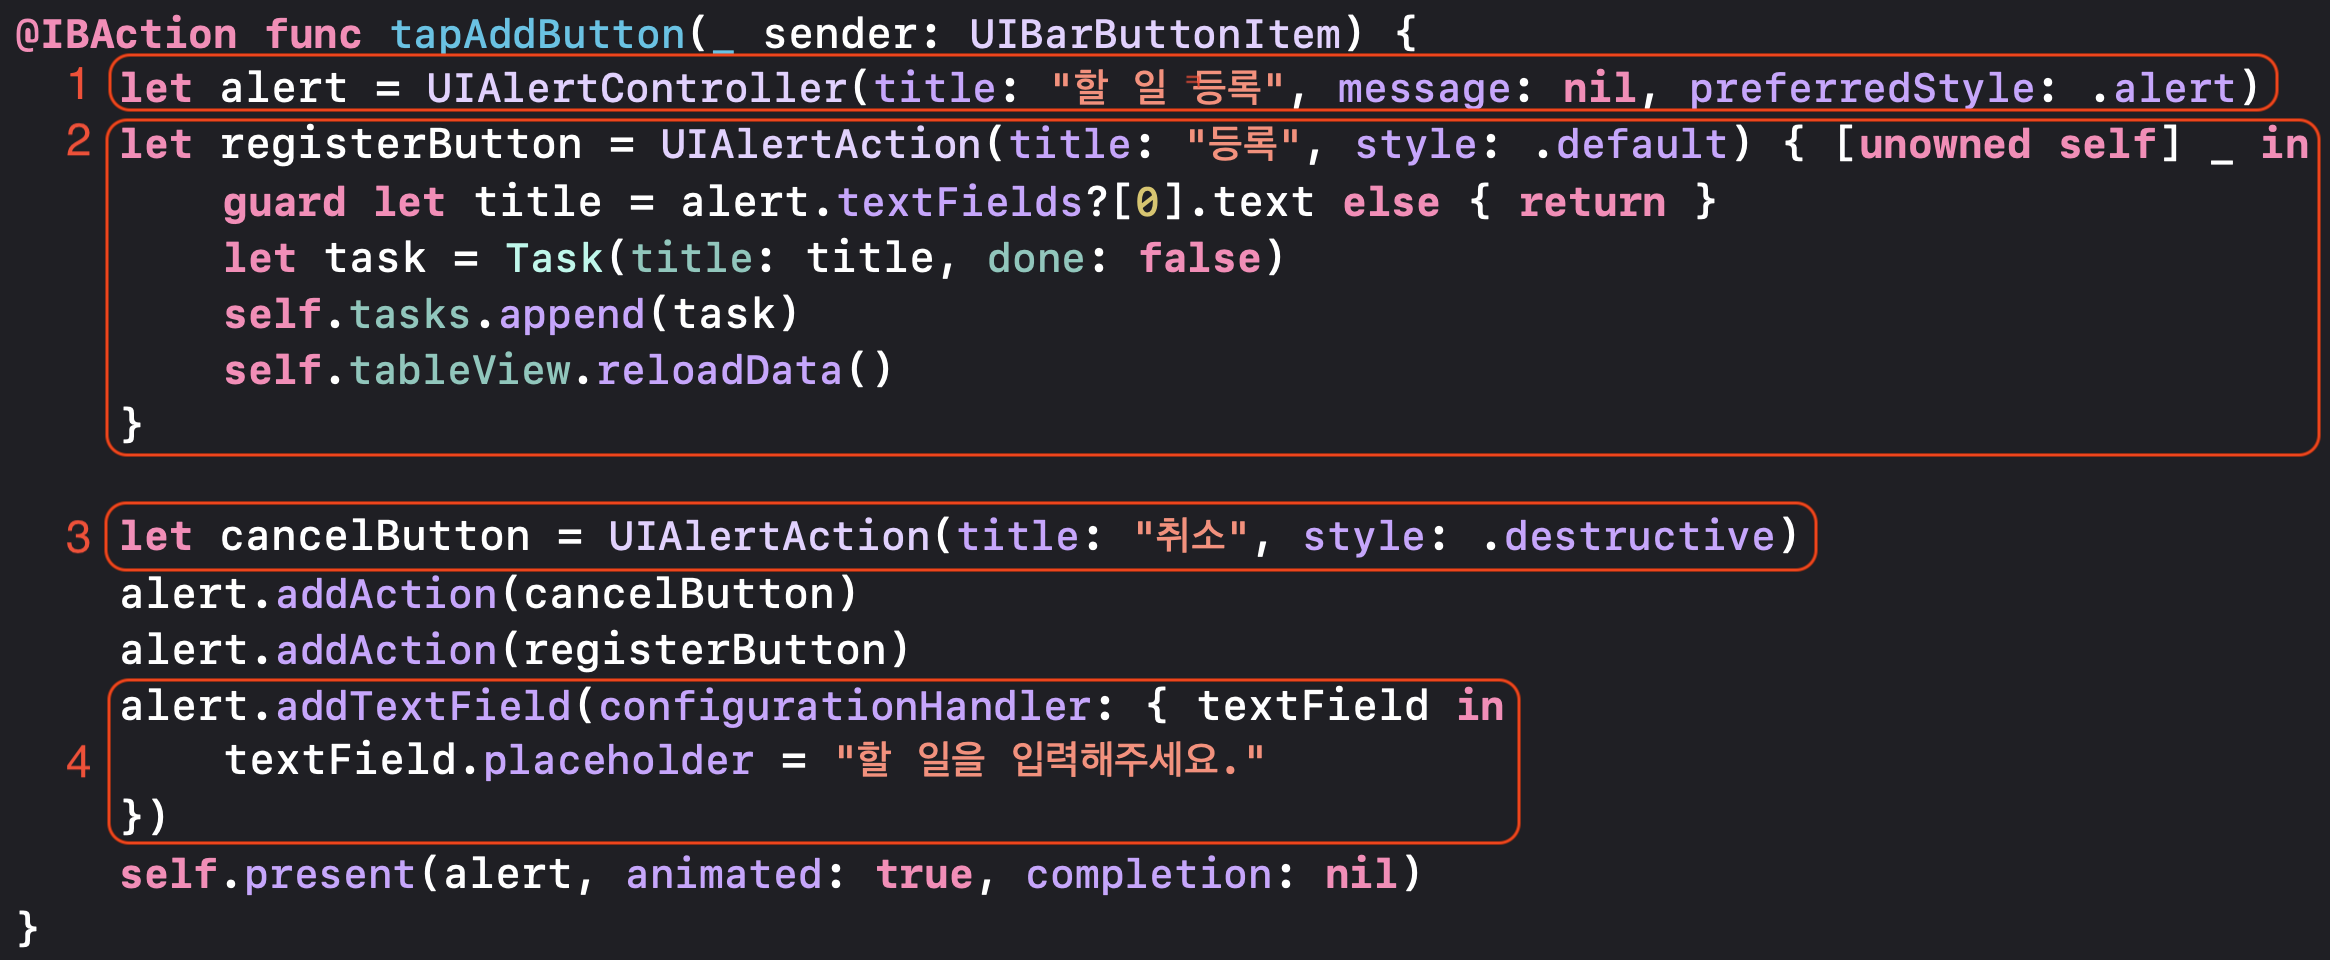 @IBAction func tapAddButton(_ sender: UIBarButtonItem) {
1 let alert = UIAlertController(title: "할 일 등록", message: nil, preferredStyle: .alert)
2 let registerButton = UIAlertAction(title: "등록", style: .default) { [unowned self] _ in
guard let title = alert.textFields?[0].text else { return }
let task = Task(title: title, done: false)
self.tasks.append(task)
self.tableView.reloadData()
}
3 let cancelButton = UIAlertAction(title: "취소", style: .destructive)
alert.addAction(cancelButton)
alert.addAction(registerButton)
alert.addTextField(configurationHandler: { textField in
4 textField.placeholder = "할 일을 입력해주세요."
})
self.present(alert, animated: true, completion: nil)
}